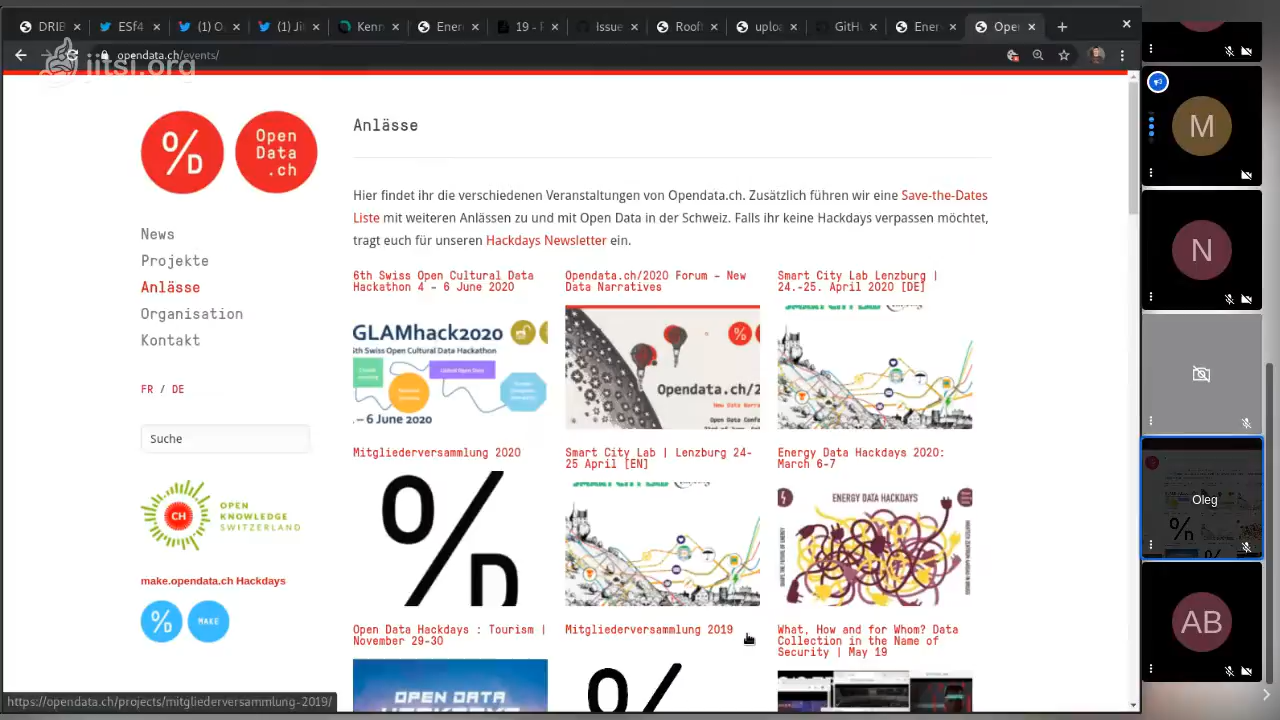 DRIB
ESf4
(1) O
(1) Ji
Kenn
Ener
19 - F
Issue
Roof
uploa
GitH
Ener
Open
jitsi.org
opendata.ch/events/
%D
Open
Data
.ch
News
Projekte
Anlässe
Organisation
Kontakt
FR / DE
Suche
CH
OPEN
KNOWLEDGE
SWITZERLAND
make.opendata.ch Hackdays
%D
MAKE
Anlässe
Hier findet ihr die verschiedenen Veranstaltungen von Opendata.ch. Zusätzlich führen wir eine Save-the-Dates
Liste mit weiteren Anlässen zu und mit Open Data in der Schweiz. Falls ihr keine Hackdays verpassen möchtet,
tragt euch für unseren Hackdays Newsletter ein.
6th Swiss Open Cultural Data
Hackathon 4 – 6 June 2020
GLAMhack2020
6th Swiss Open Cultural Data Hackathon
– 6 June 2020
Opendata.ch/2020 Forum – New
Data Narratives
Opendata.ch/2
Smart City Lab Lenzburg |
24.-25. April 2020 [DE]
Mitgliederversammlung 2020
%D
Smart City Lab | Lenzburg 24-
25 April [EN]
Energy Data Hackdays 2020:
March 6-7
ENERGY DATA HACKDAYS
Open Data Hackdays : Tourism |
November 29-30
OPEN DATA
HACKDAYS
Mitgliederversammlung 2019
%
What, How and for Whom? Data
Collection in the Name of
Security | May 19
https://opendata.ch/projects/mitgliederversammlung-2019/
M
N
Oleg
AB